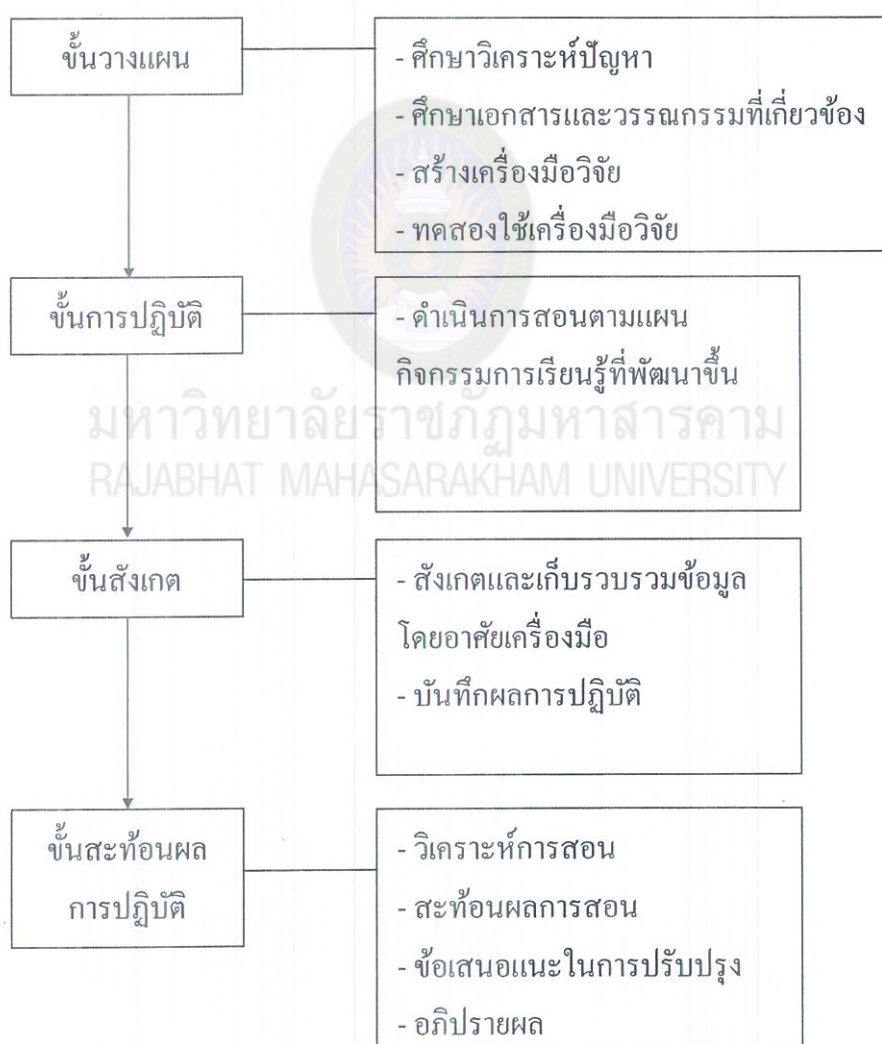 ขั้นวางแผน
- ศึกษาวิเคราะห์ปัญหา
- ศึกษาเอกสารและวรรณกรรมที่เกี่ยวข้อง
- สร้างเครื่องมือวิจัย
- ทดสองใช้เครื่องมือวิจัย
ขั้นการปฏิบัติ
- ดำเนินการสอนตามแผน
กิจกรรมการเรียนรู้ที่พัฒนาขึ้น
มหาวิทยาลัยราชภัฏมหาสารคาม
RAJABHAT MAHASARAKHAM UNIVERSITY
ขั้นสังเกต
- สังเกตและเก็บรวบรวมข้อมูล
โดยอาศัยเครื่องมือ
- บันทึกผลการปฏิบัติ
ขั้นสะท้อนผล
การปฏิบัติ
- วิเคราะห์การสอน
- สะท้อนผลการสอน
- ข้อเสนอแนะในการปรับปรุง
- อภิปรายผล